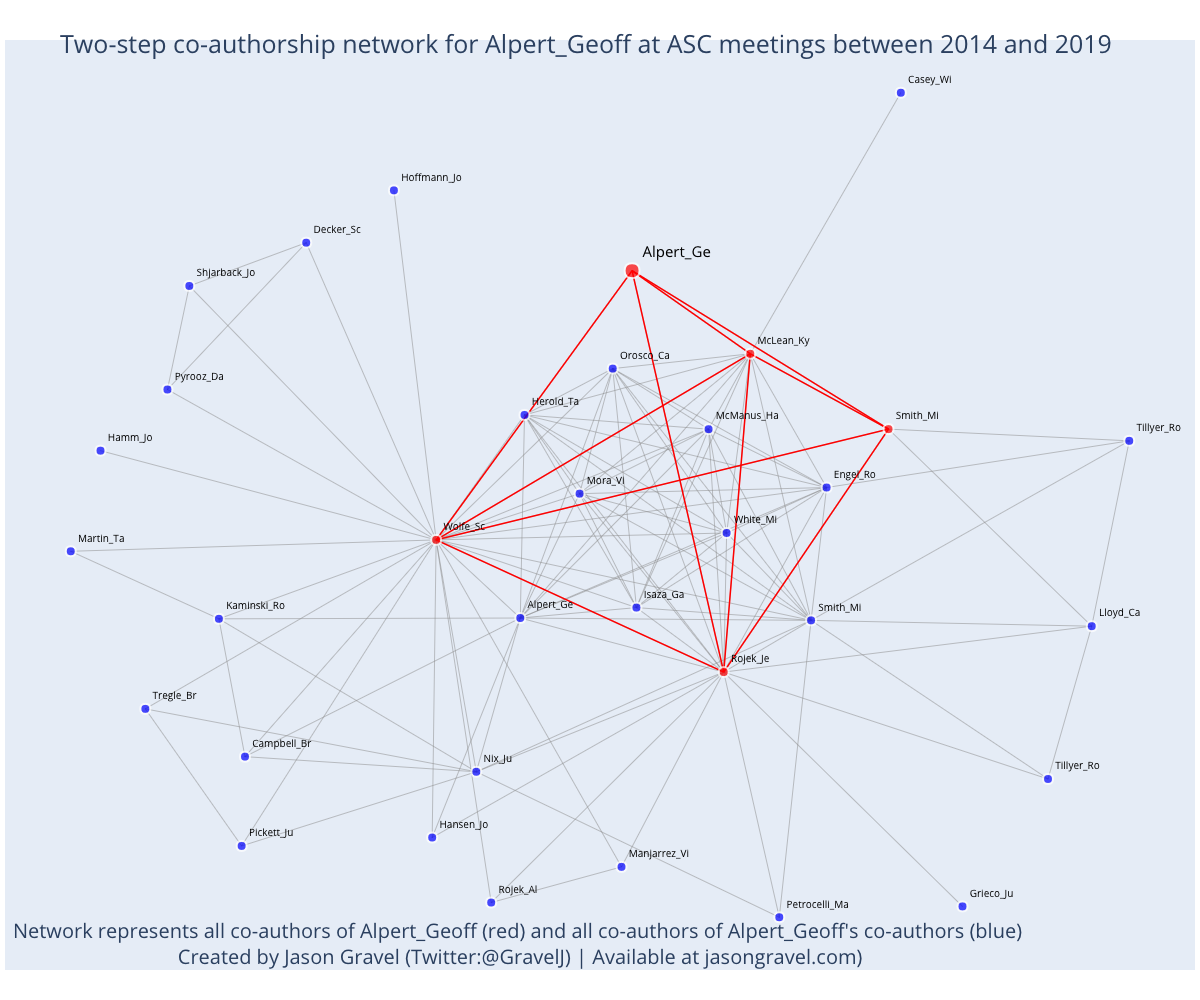 Two-step co-authorship network for Alpert_Geoff at ASC meetings between 2014 and 2019
Casey_Wi
Hoffmann_Jo
Decker_Sc
Alpert_Ge
Shjarback_Jo
McLean_Ky
Orosco_Ca
Pyrooz_Da
Herold_Ta
McManus_Ha
Smith_Mi
Tillyer_Ro
Hamm_Jo
Engel_Ro
Mora_Vi
White_Mi
Wolfe_Sc
Martin_Ta
Isaza_Ga
Kaminski_Ro
Alpert_Ge
Smith_Mi
Lloyd_Ca
Rojek_Je
Tregle_Br
Campbell_Br
Nix_Ju
Tillyer_Ro
Hansen_Jo
Pickett_Ju
Manjarrez_Vi
Rojek_Al
Grieco_Ju
Petrocelli_Ma
Network represents all co-authors of Alpert_Geoff (red) and all co-authors of Alpert_Geoff's co-authors (blue)
Created by Jason Gravel (Twitter:@GravelJ) | Available at jasongravel.com)